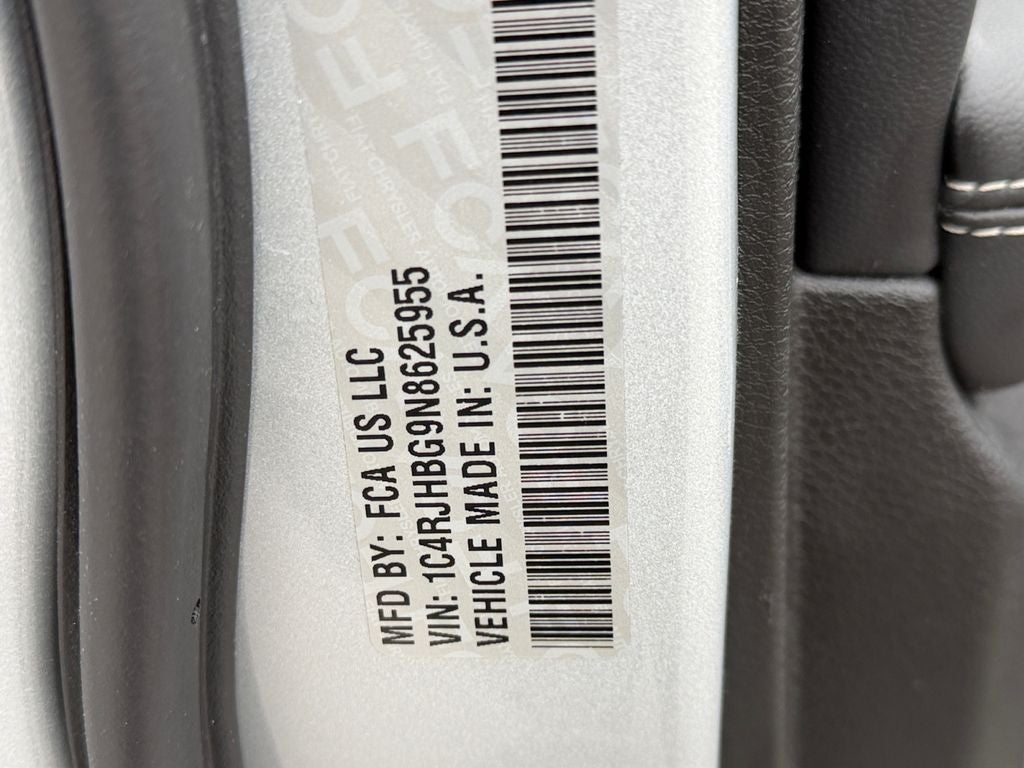 MFD BY: FCA US LLC
VIN: 1C4RJHBG9N8625955
VEHICLE MADE IN: U.S.A.